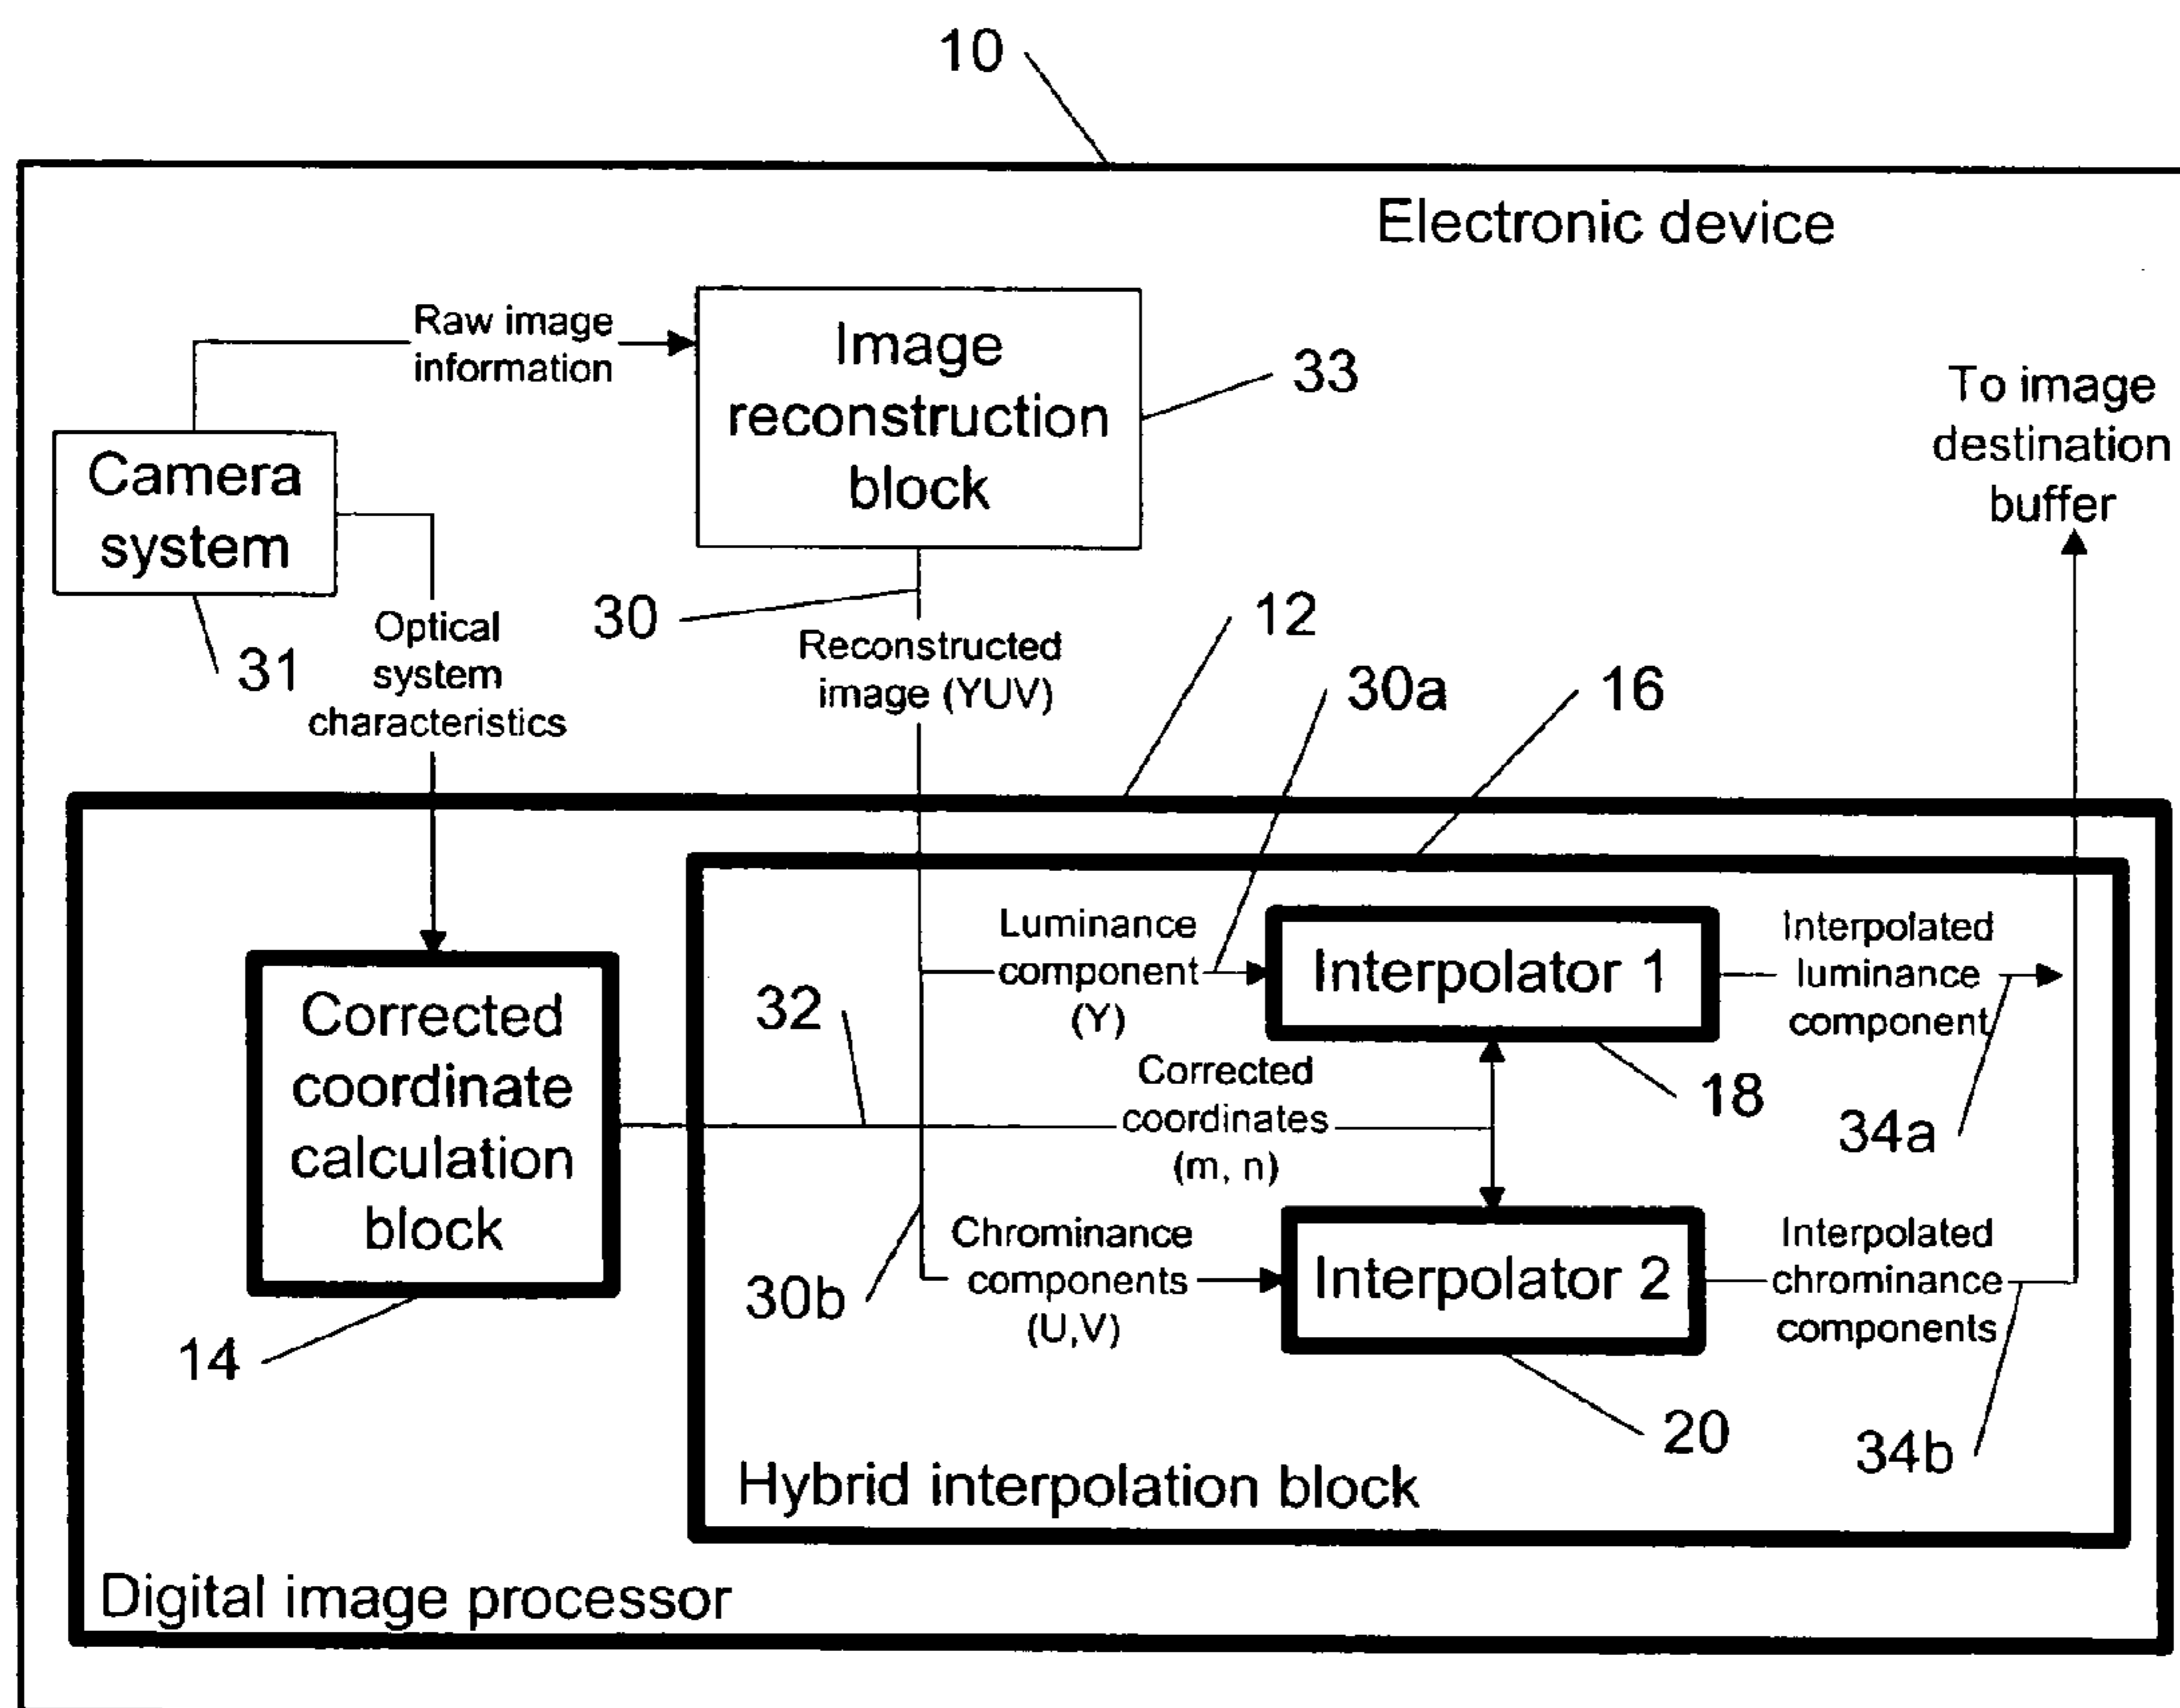 10
Electronic device
Raw image
information
Image
reconstruction
block
33
To image
destination
buffer
Camera
system
31
Optical
system
characteristics
30
Reconstructed
image (YUV)
12
30a
16
Luminance
component
(Y)
Interpolator 1
Interpolated
luminance
component
Corrected
coordinate
calculation
block
32
Corrected
coordinates
(m, n)
18
34a
Chrominance
components
(U,V)
Interpolator 2
Interpolated
chrominance
components
30b
14
20
34b
Hybrid interpolation block
Digital image processor